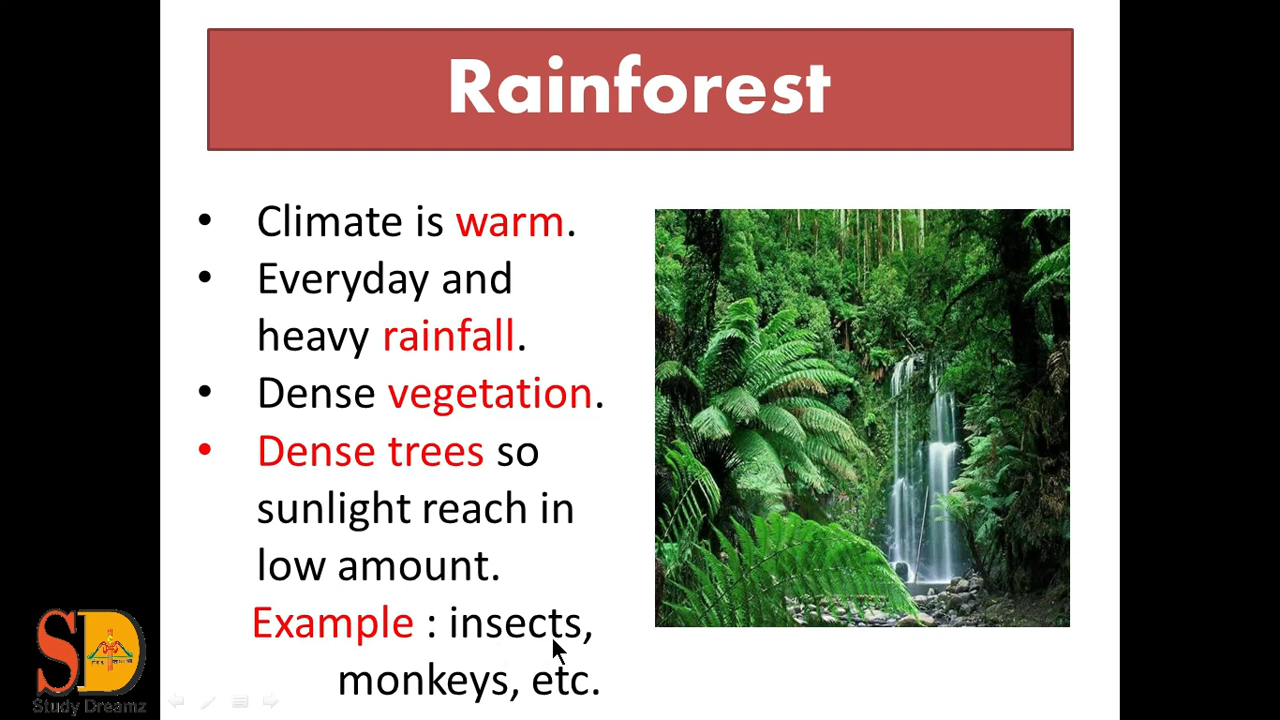 Rainforest
• Climate is warm.
• Everyday and
heavy rainfall.
• Dense vegetation.
• Dense trees so
sunlight reach in
low amount.
Example : insects,
monkeys, etc.
SD
Study Dreamz